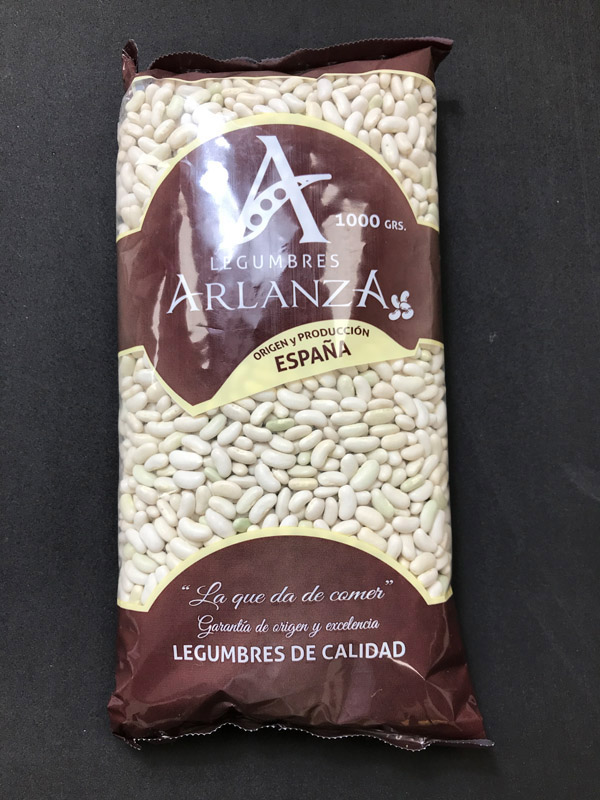 A
1000 GRS.
LEGUMBRES
ARLANZA
ORIGEN y PRODUCCIÓN
ESPAÑA
“La que da de comer”
Garantía de origen y excelencia
LEGUMBRES DE CALIDAD